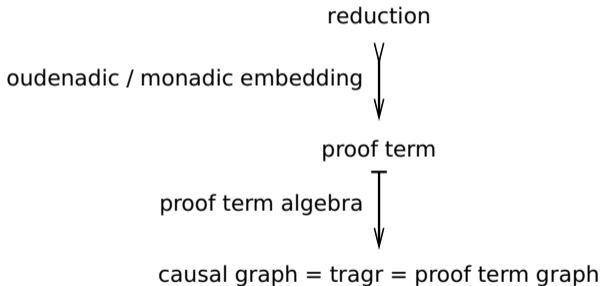 reduction
oudenadic / monadic embedding
proof term
proof term algebra
causal graph = tragr = proof term graph